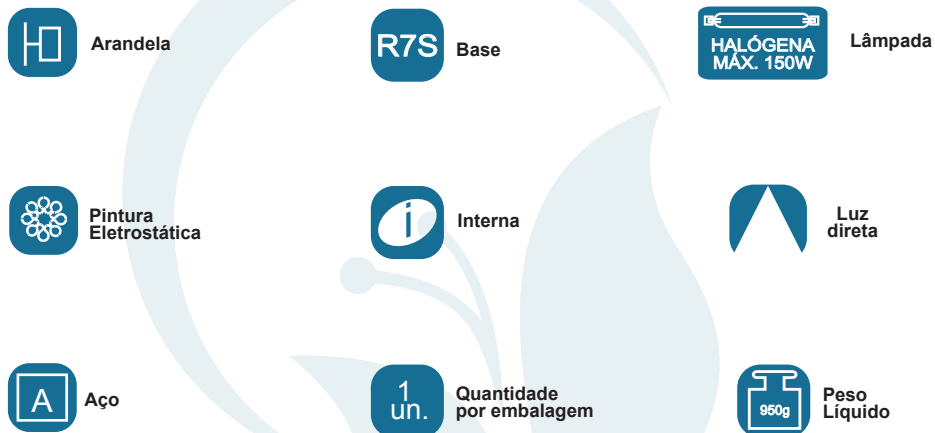 Arandela
R7S
Base
HALÓGENA
MÁX. 150W
Lâmpada
Pintura
Eletrostática
i
Interna
Luz
direta
A
Aço
1
un.
Quantidade
por embalagem
950g
Peso
Líquido